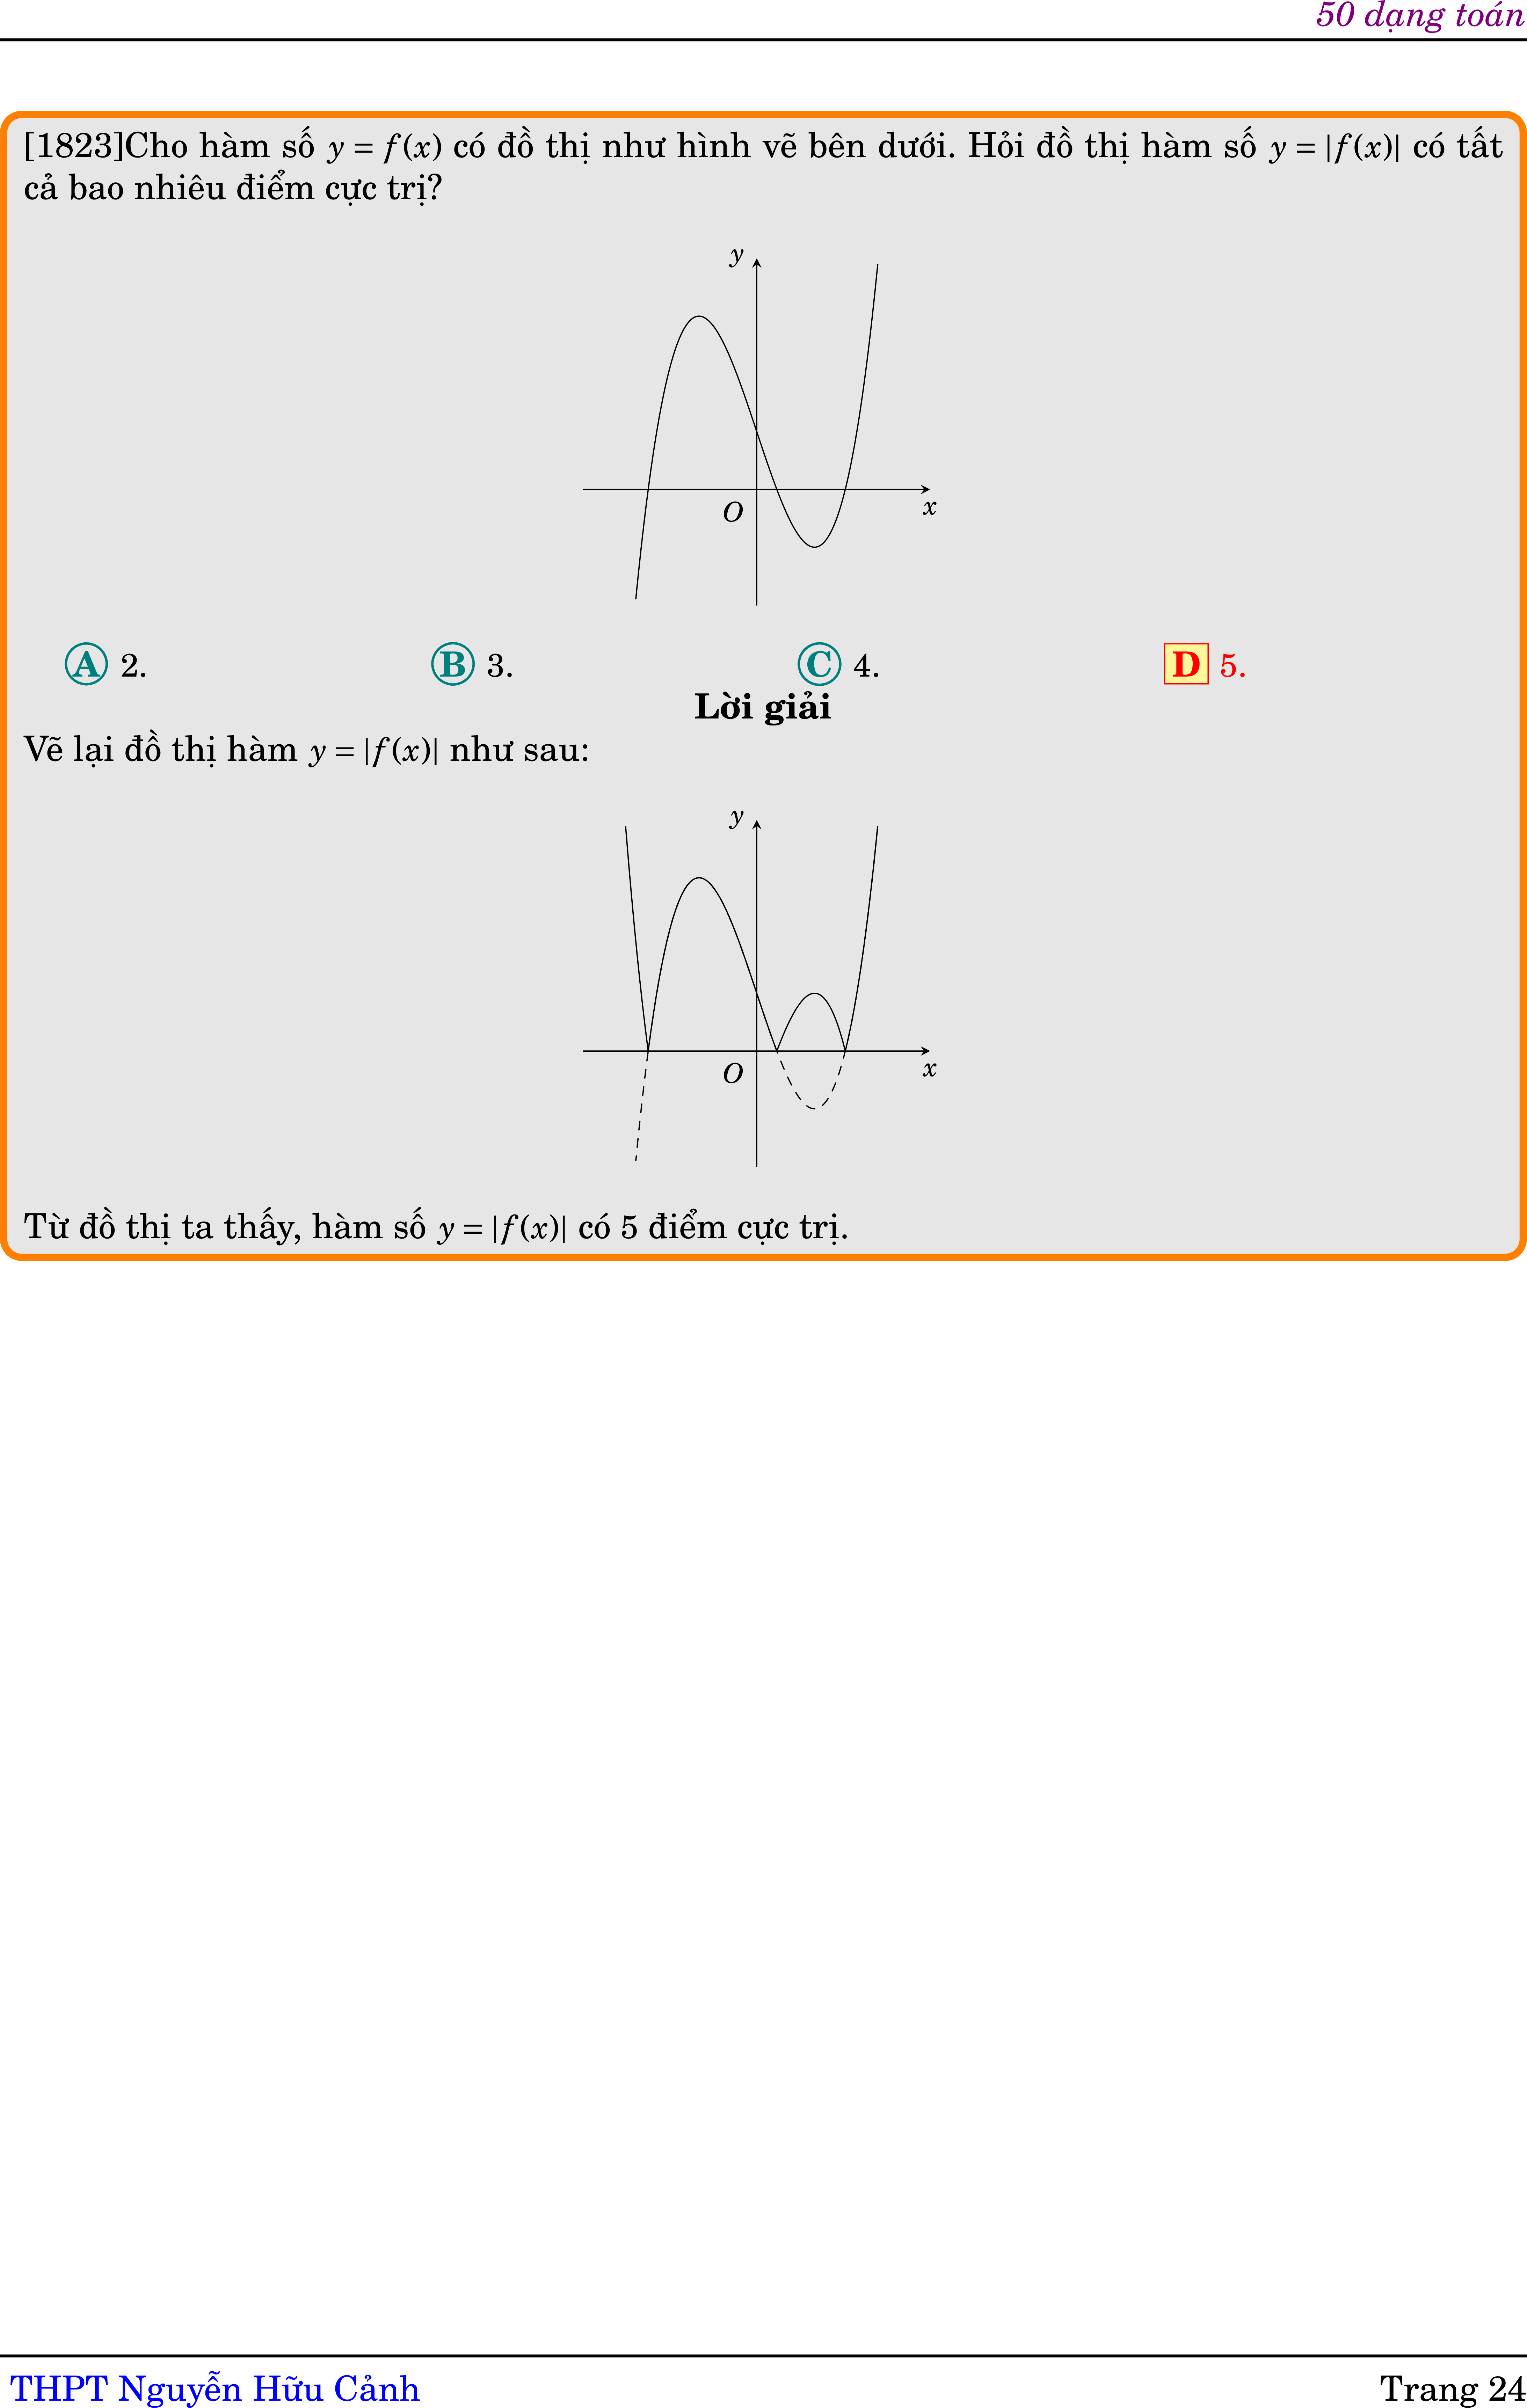 50 dạng toán
[1823]Cho hàm số y = f(x) có đồ thị như hình vẽ bên dưới. Hỏi đồ thị hàm số y = |f(x)| có tất
cả bao nhiêu điểm cực trị?
y
O
x
A 2.
B 3.
C 4.
D 5.
Lời giải
Vẽ lại đồ thị hàm y = |f(x)| như sau:
y
O
x
Từ đồ thị ta thấy, hàm số y = |f(x)| có 5 điểm cực trị.
THPT Nguyễn Hữu Cảnh
Trang 24